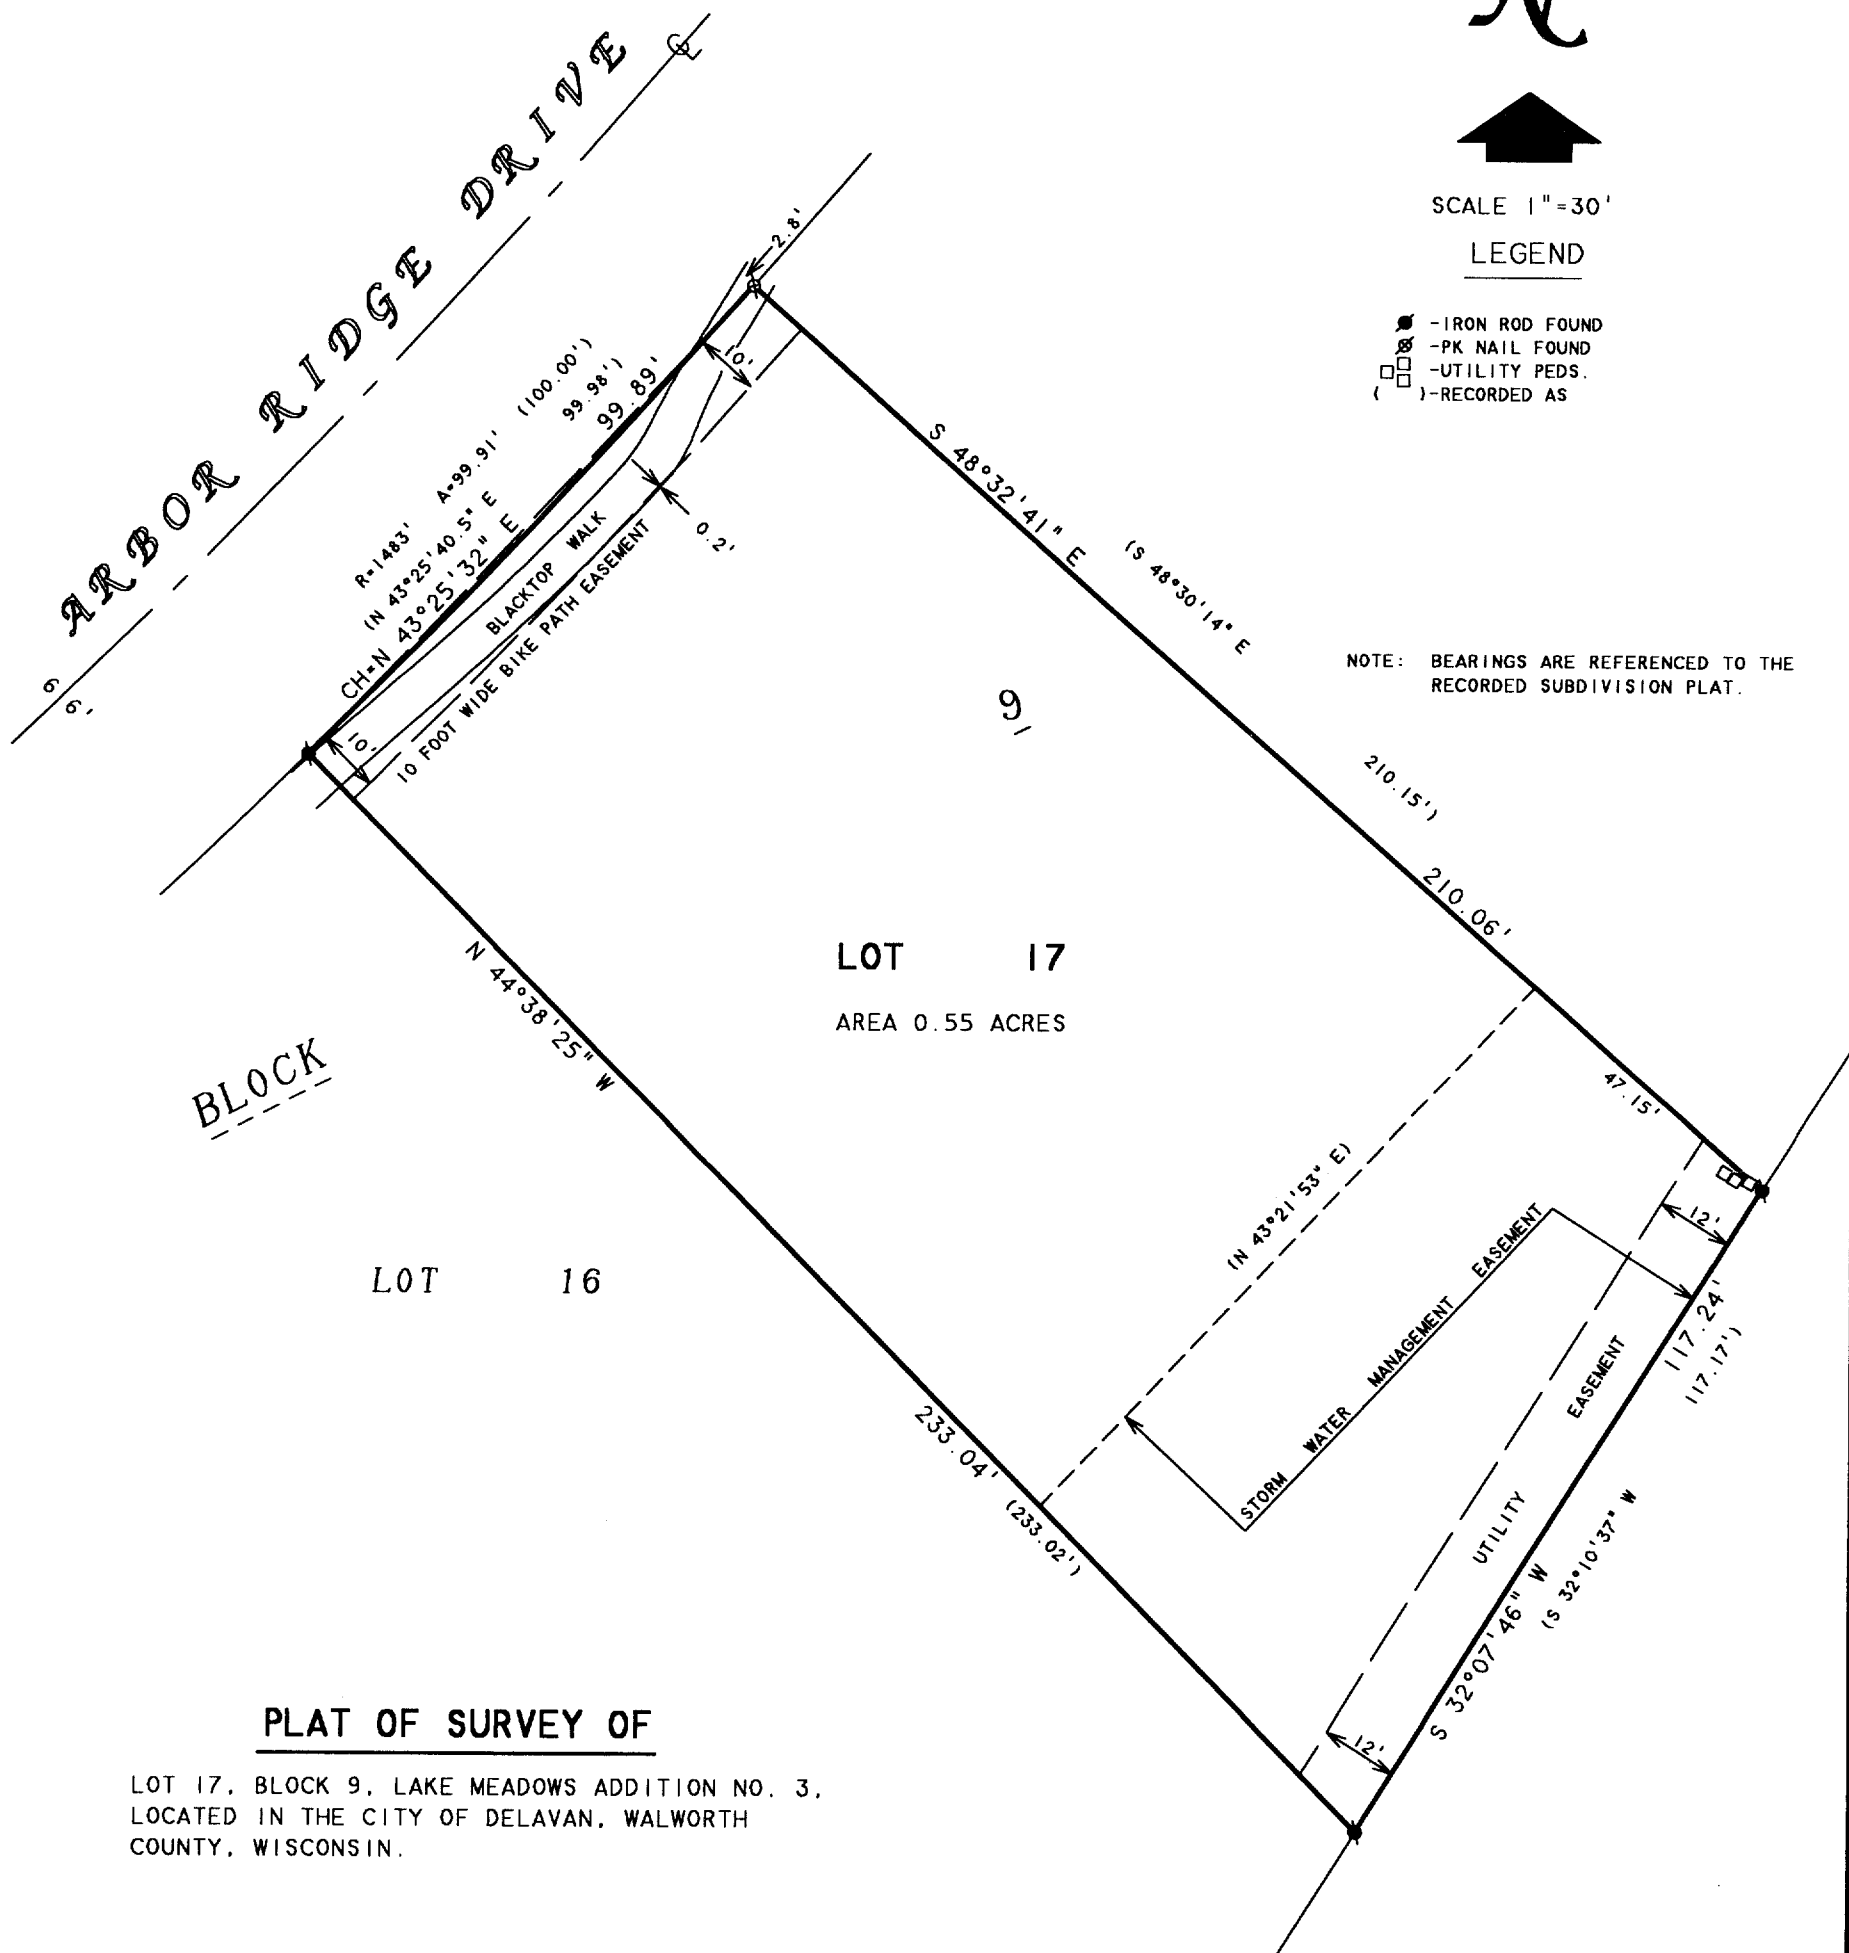 N
SCALE 1"=30'
LEGEND
-IRON ROD FOUND
-PK NAIL FOUND
-UTILITY PEDS.
( )-RECORDED AS
ARBOR RIDGE DRIVE
66'
2.8'
10'
R=1483' A=99.91' (100.00')
(N 43°25'40.5" E 99.98')
CH=N 43°25'32" E 99.89'
BLACKTOP WALK
10 FOOT WIDE BIKE PATH EASEMENT
0.2'
10'
S 48°32'41" E 210.06'
(S 48°30'14" E 210.15')
NOTE: BEARINGS ARE REFERENCED TO THE
RECORDED SUBDIVISION PLAT.
BLOCK 9
LOT 17
AREA 0.55 ACRES
N 44°38'25" W 233.04'
(233.02')
LOT 16
47.15'
12'
(N 43°21'53" E)
STORM WATER MANAGEMENT EASEMENT
UTILITY EASEMENT
S 32°07'46" W 117.24'
(S 32°10'37" W 117.17')
12'
PLAT OF SURVEY OF
LOT 17, BLOCK 9, LAKE MEADOWS ADDITION NO. 3,
LOCATED IN THE CITY OF DELAVAN, WALWORTH
COUNTY, WISCONSIN.